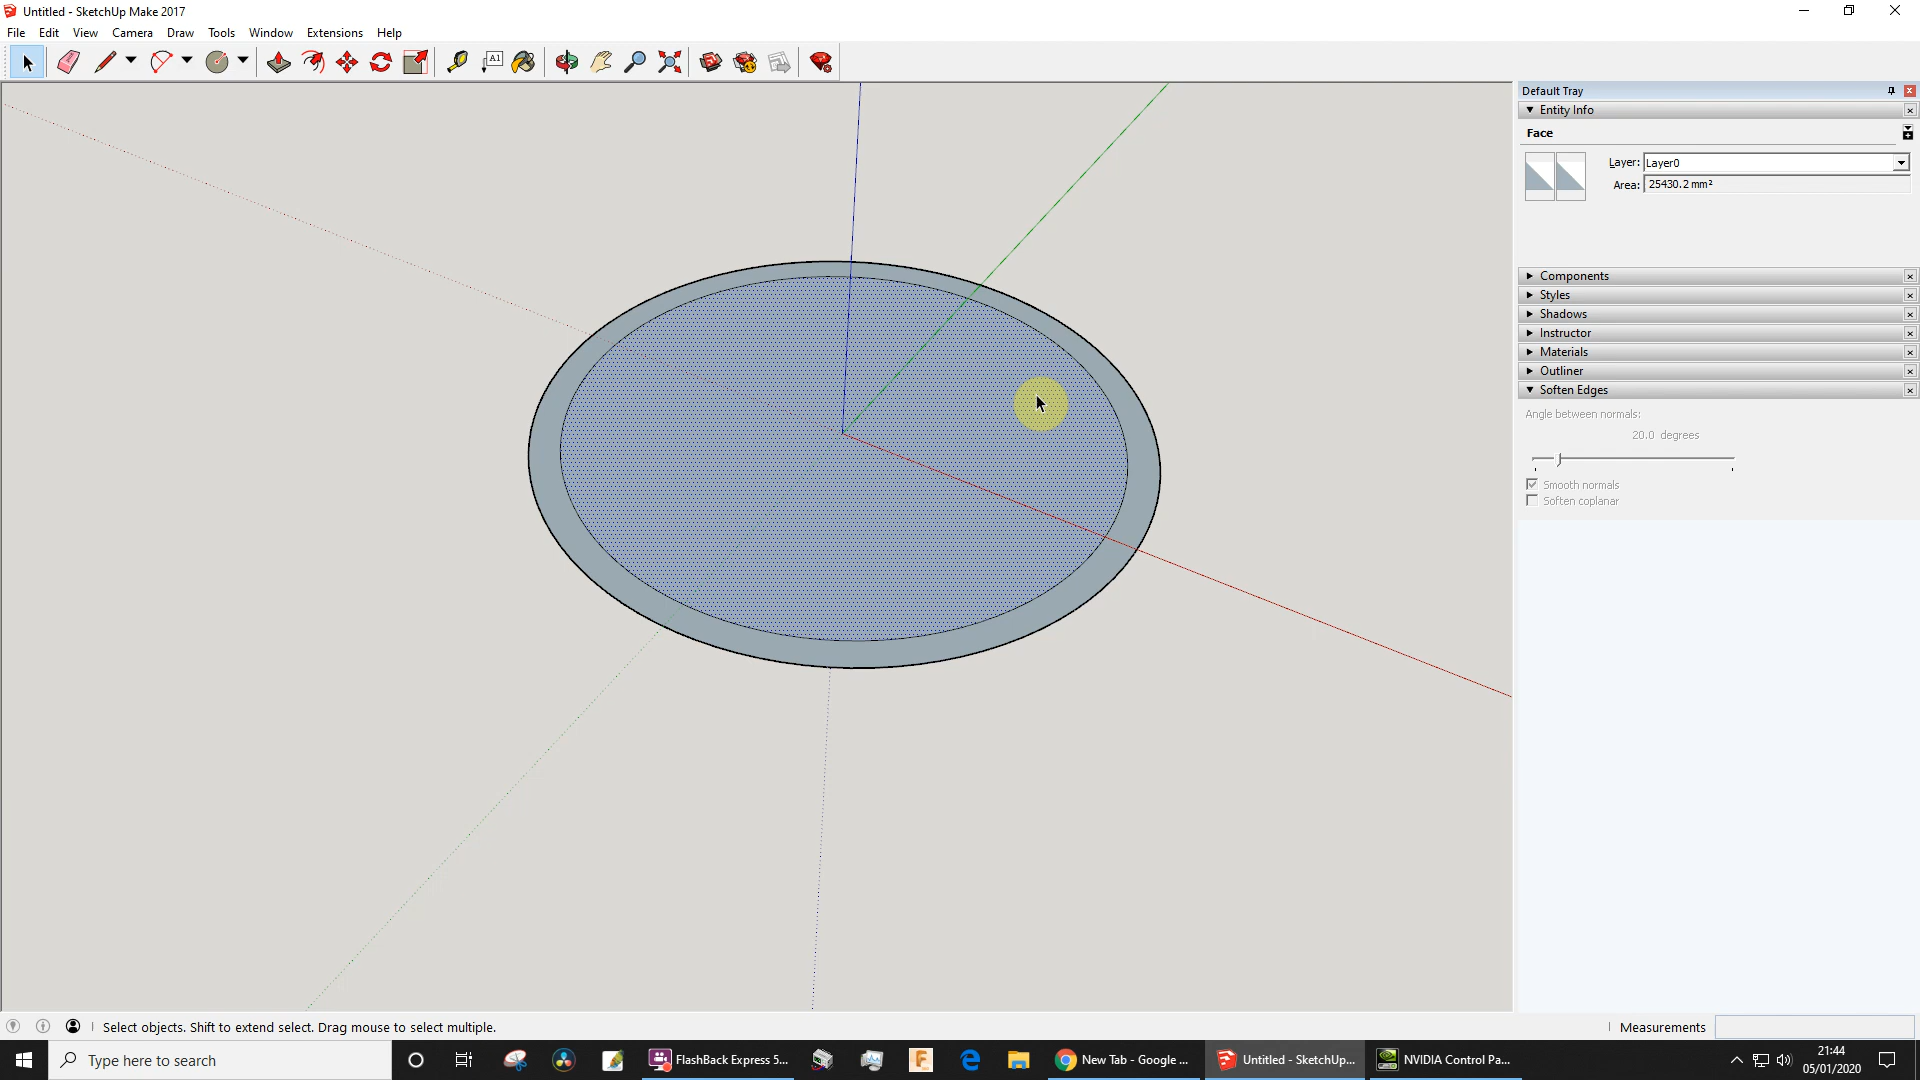 Untitled - SketchUp Make 2017
File Edit View Camera Draw Tools Window Extensions Help
A1
Default Tray
Entity Info
Face
Layer: Layer0
Area: 25430.2 mm²
Components
Styles
Shadows
Instructor
Materials
Outliner
Soften Edges
Angle between normals:
20.0 degrees
Smooth normals
Soften coplanar
Select objects. Shift to extend select. Drag mouse to select multiple.
Measurements
Type here to search
FlashBack Express 5...
New Tab - Google ...
Untitled - SketchUp...
NVIDIA Control Pa...
21:44
05/01/2020